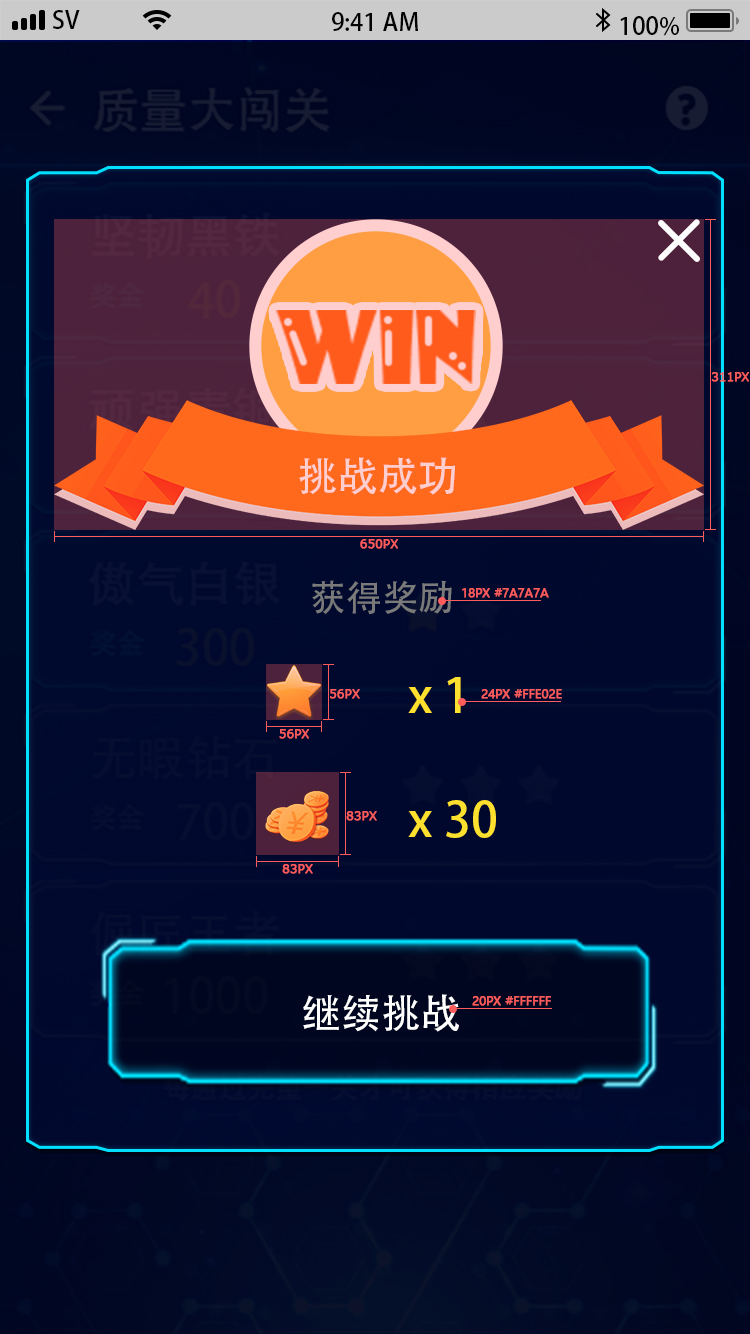 SV 9:41 AM 100%
质量大闯关 ?
坚韧黑铁
奖金 40
WIN
311PX
挑战成功
650PX
傲气白银
获得奖励 18PX #7A7A7A
奖金 300
56PX x 1 24PX #FFE02E
56PX
无暇钻石
奖金 700
83PX x 30
83PX
1000
继续挑战 20PX #FFFFFF